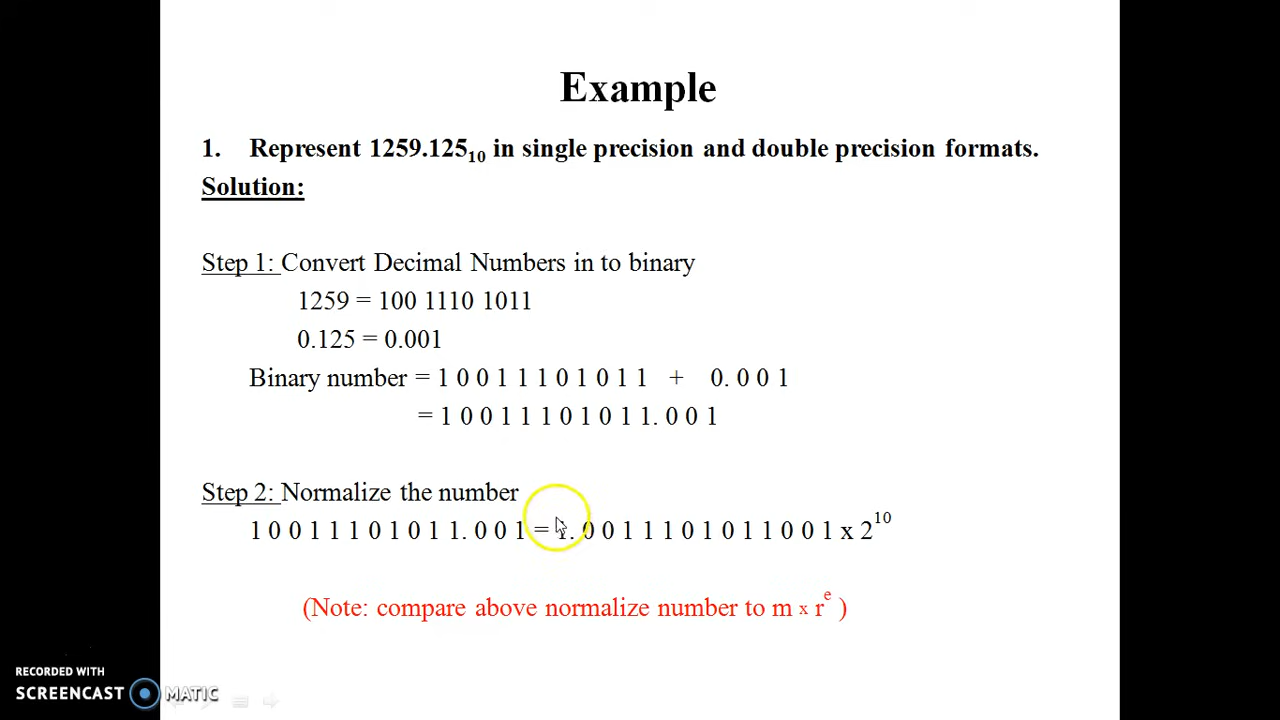 Example
1. Represent 1259.125₁₀ in single precision and double precision formats.
Solution:
Step 1: Convert Decimal Numbers in to binary
1259 = 100 1110 1011
0.125 = 0.001
Binary number = 1 0 0 1 1 1 0 1 0 1 1 + 0. 0 0 1
= 1 0 0 1 1 1 0 1 0 1 1. 0 0 1
Step 2: Normalize the number
1 0 0 1 1 1 0 1 0 1 1. 0 0 1 = 1. 0 0 1 1 1 0 1 0 1 1 0 0 1 x 2¹⁰
(Note: compare above normalize number to m x rᵉ )
RECORDED WITH
SCREENCAST MATIC